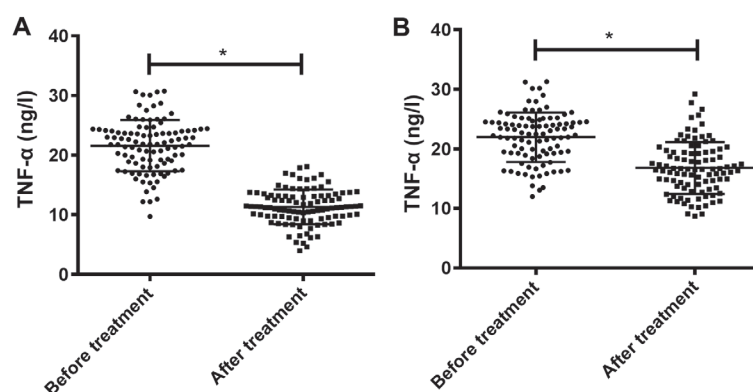 A
TNF-α (ng/l)
40
30
20
10
0
*
Before treatment
After treatment
B
TNF-α (ng/l)
40
30
20
10
0
*
Before treatment
After treatment